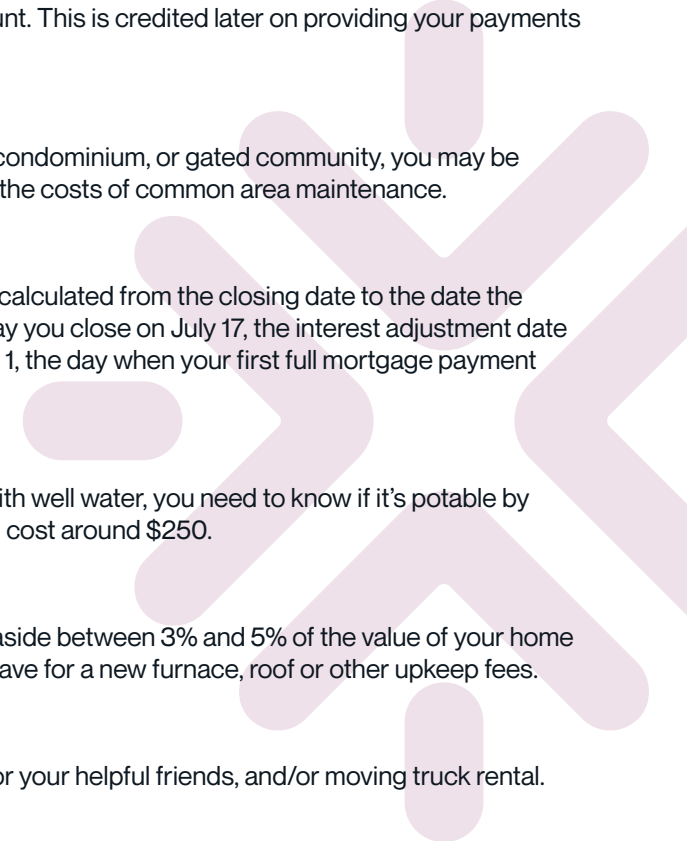 nt. This is credited later on providing your payments
condominium, or gated community, you may be
the costs of common area maintenance.
calculated from the closing date to the date the
ay you close on July 17, the interest adjustment date
1, the day when your first full mortgage payment
ith well water, you need to know if it's potable by
cost around $250.
aside between 3% and 5% of the value of your home
ave for a new furnace, roof or other upkeep fees.
or your helpful friends, and/or moving truck rental.